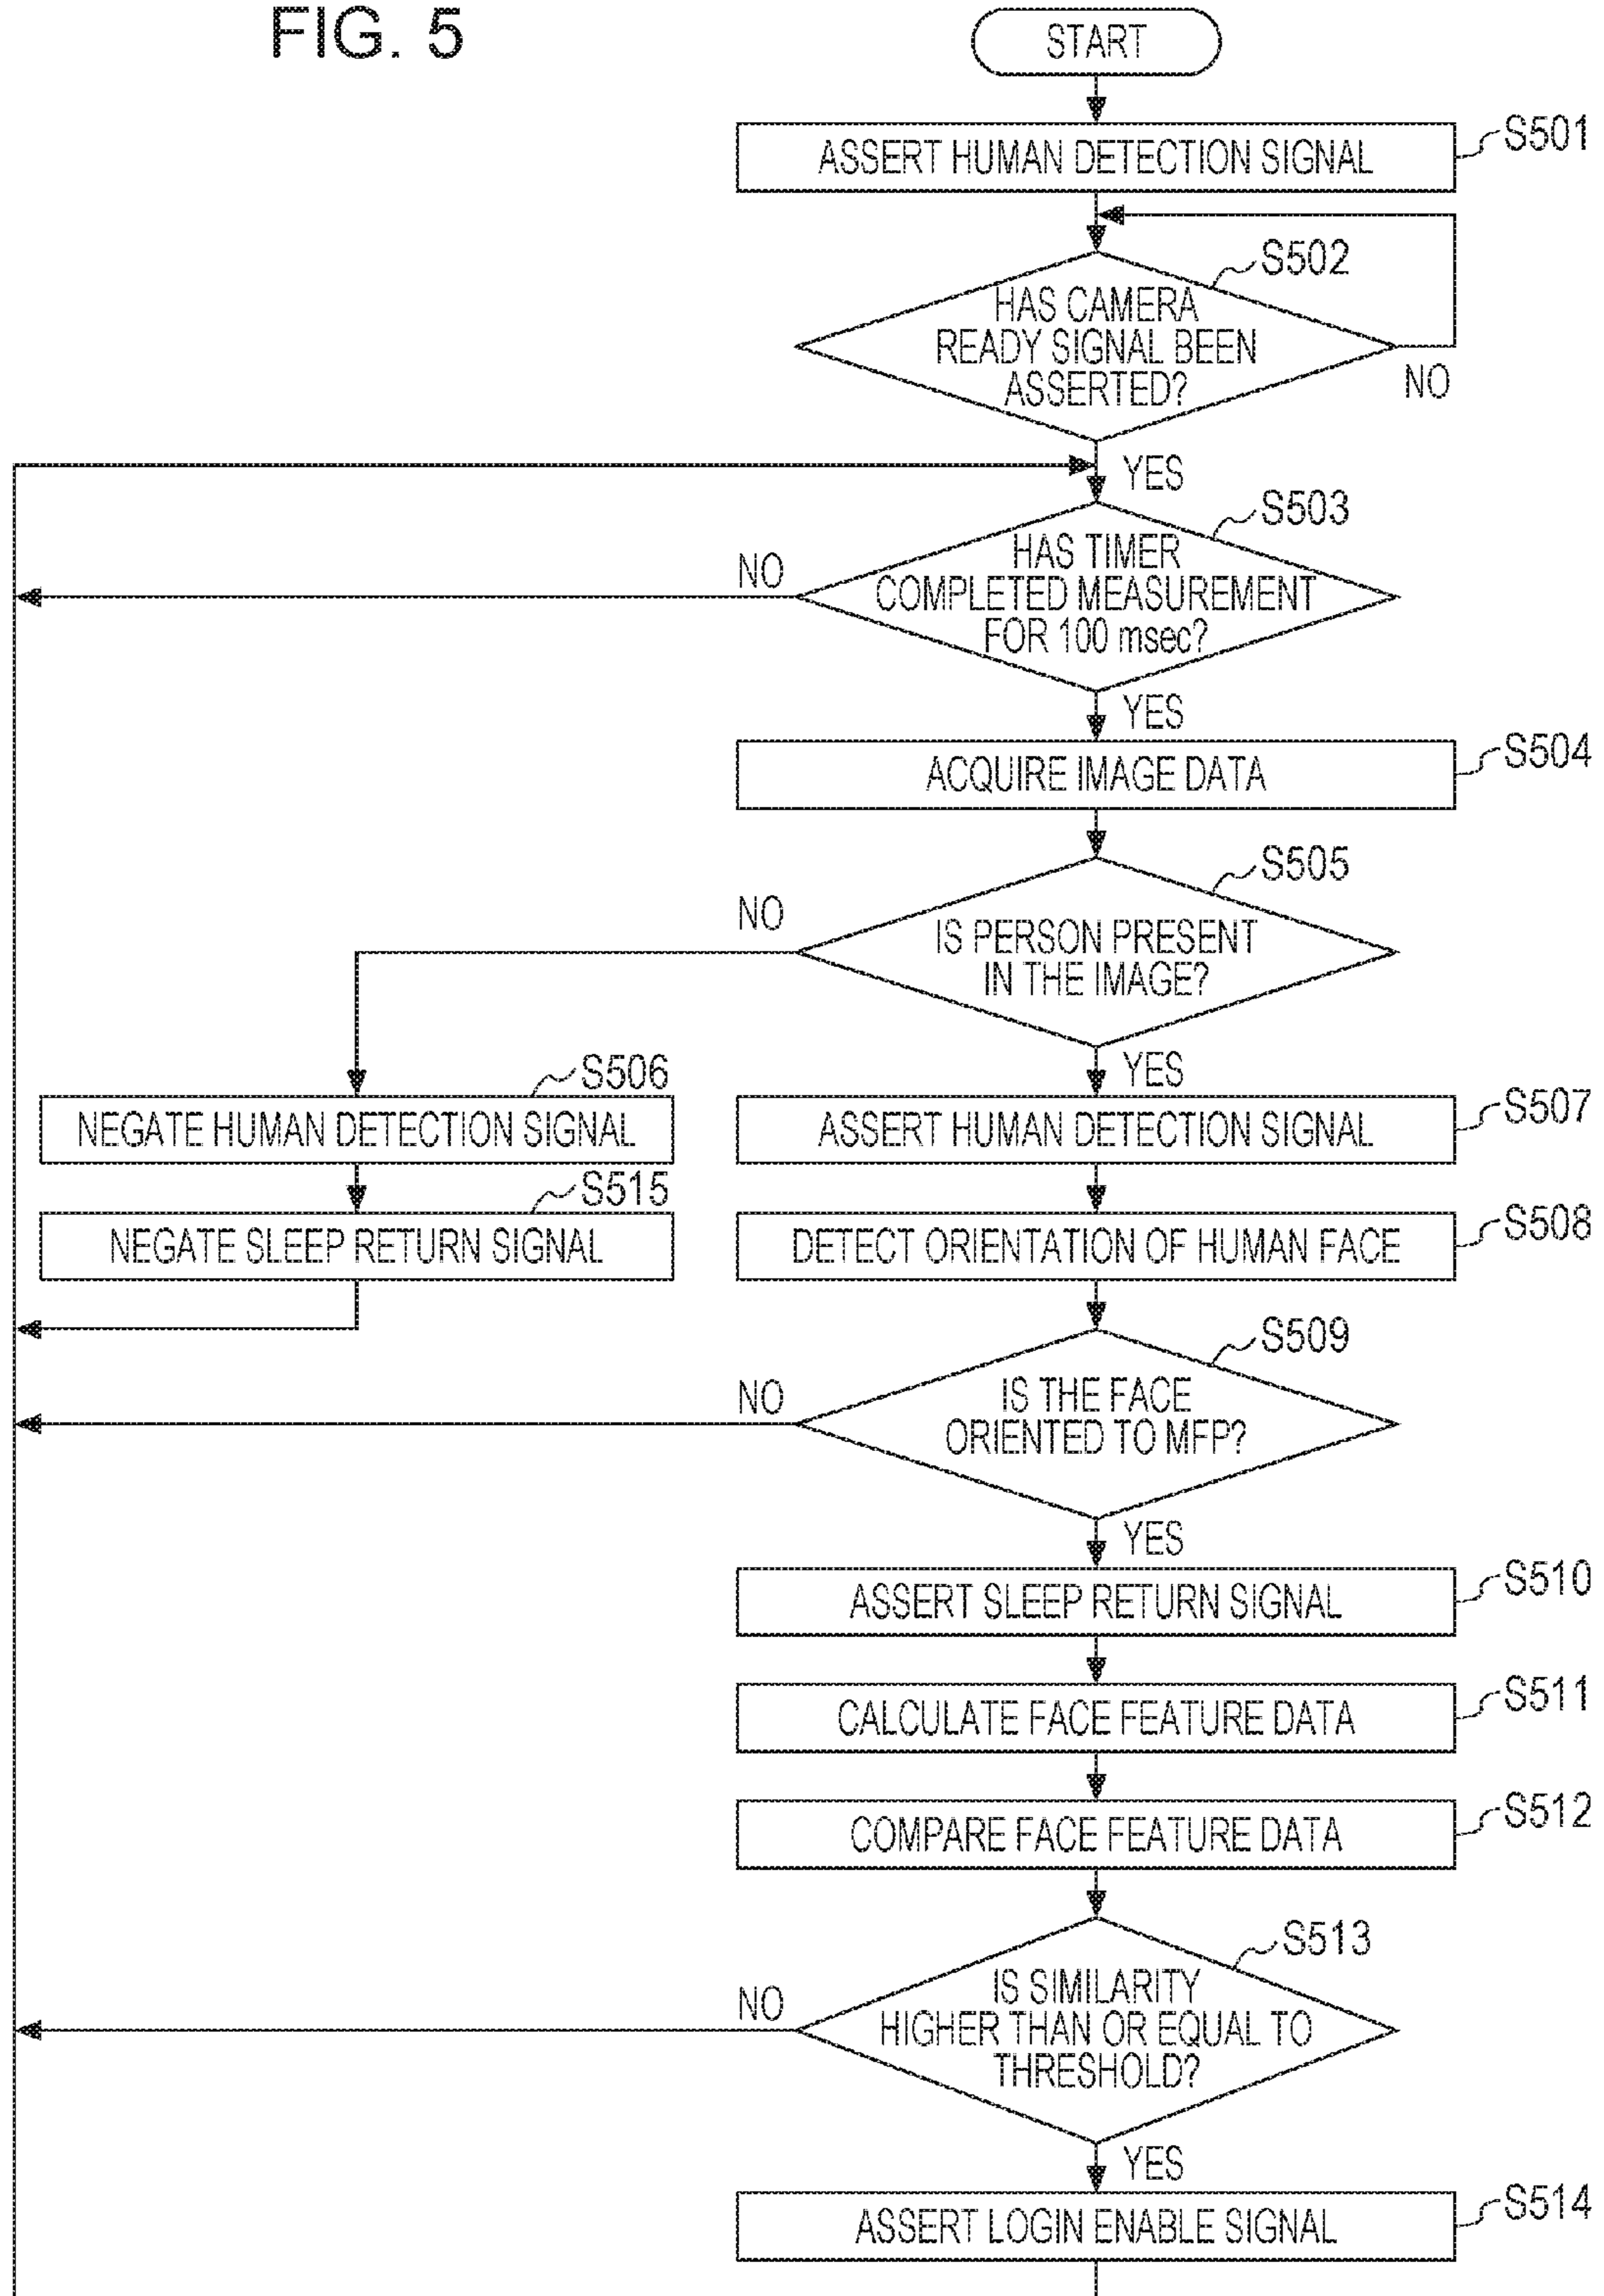 FIG. 5
START
ASSERT HUMAN DETECTION SIGNAL
S501
S502
HAS CAMERA
READY SIGNAL BEEN
ASSERTED?
NO
YES
S503
HAS TIMER
COMPLETED MEASUREMENT
FOR 100 msec?
NO
YES
ACQUIRE IMAGE DATA
S504
S505
IS PERSON PRESENT
IN THE IMAGE?
NO
YES
S506
NEGATE HUMAN DETECTION SIGNAL
S515
NEGATE SLEEP RETURN SIGNAL
S507
ASSERT HUMAN DETECTION SIGNAL
S508
DETECT ORIENTATION OF HUMAN FACE
S509
IS THE FACE
ORIENTED TO MFP?
NO
YES
S510
ASSERT SLEEP RETURN SIGNAL
S511
CALCULATE FACE FEATURE DATA
S512
COMPARE FACE FEATURE DATA
S513
IS SIMILARITY
HIGHER THAN OR EQUAL TO
THRESHOLD?
NO
YES
S514
ASSERT LOGIN ENABLE SIGNAL